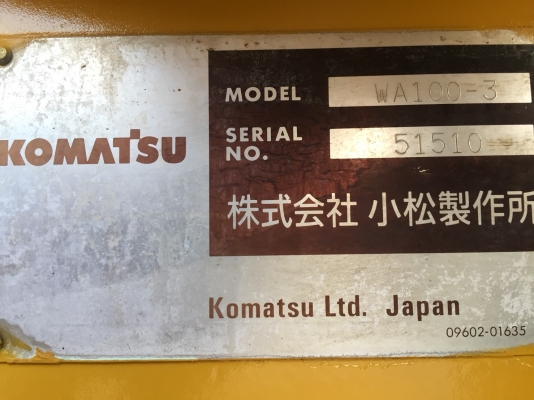 KOMATSU
MODEL WA100-3
SERIAL NO. 51510
株式会社 小松製作所
Komatsu Ltd. Japan
09602-01635